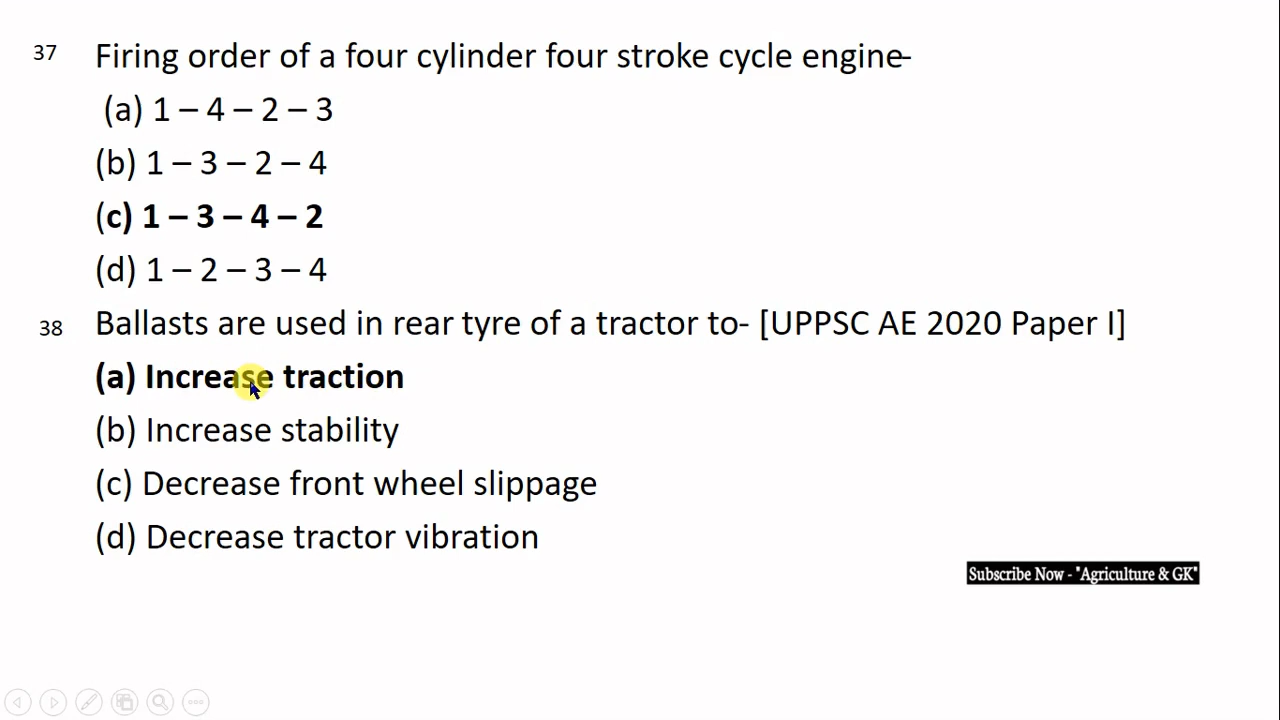 37 Firing order of a four cylinder four stroke cycle engine-
(a) 1 – 4 – 2 – 3
(b) 1 – 3 – 2 – 4
(c) 1 – 3 – 4 – 2
(d) 1 – 2 – 3 – 4
38 Ballasts are used in rear tyre of a tractor to- [UPPSC AE 2020 Paper I]
(a) Increase traction
(b) Increase stability
(c) Decrease front wheel slippage
(d) Decrease tractor vibration
Subscribe Now - "Agriculture & GK"